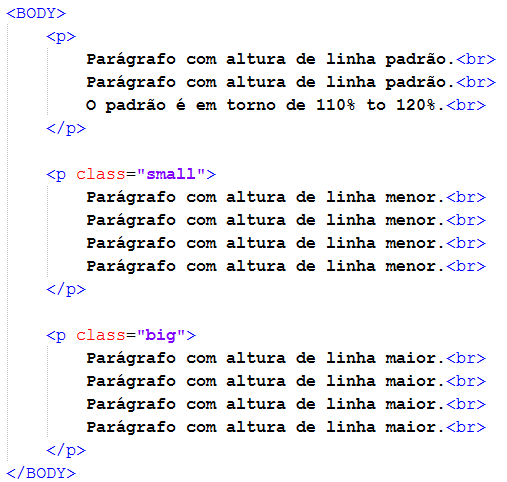 <BODY>
<p>
Parágrafo com altura de linha padrão.<br>
Parágrafo com altura de linha padrão.<br>
O padrão é em torno de 110% to 120%.<br>
</p>
<p class="small">
Parágrafo com altura de linha menor.<br>
Parágrafo com altura de linha menor.<br>
Parágrafo com altura de linha menor.<br>
Parágrafo com altura de linha menor.<br>
</p>
<p class="big">
Parágrafo com altura de linha maior.<br>
Parágrafo com altura de linha maior.<br>
Parágrafo com altura de linha maior.<br>
Parágrafo com altura de linha maior.<br>
</p>
</BODY>